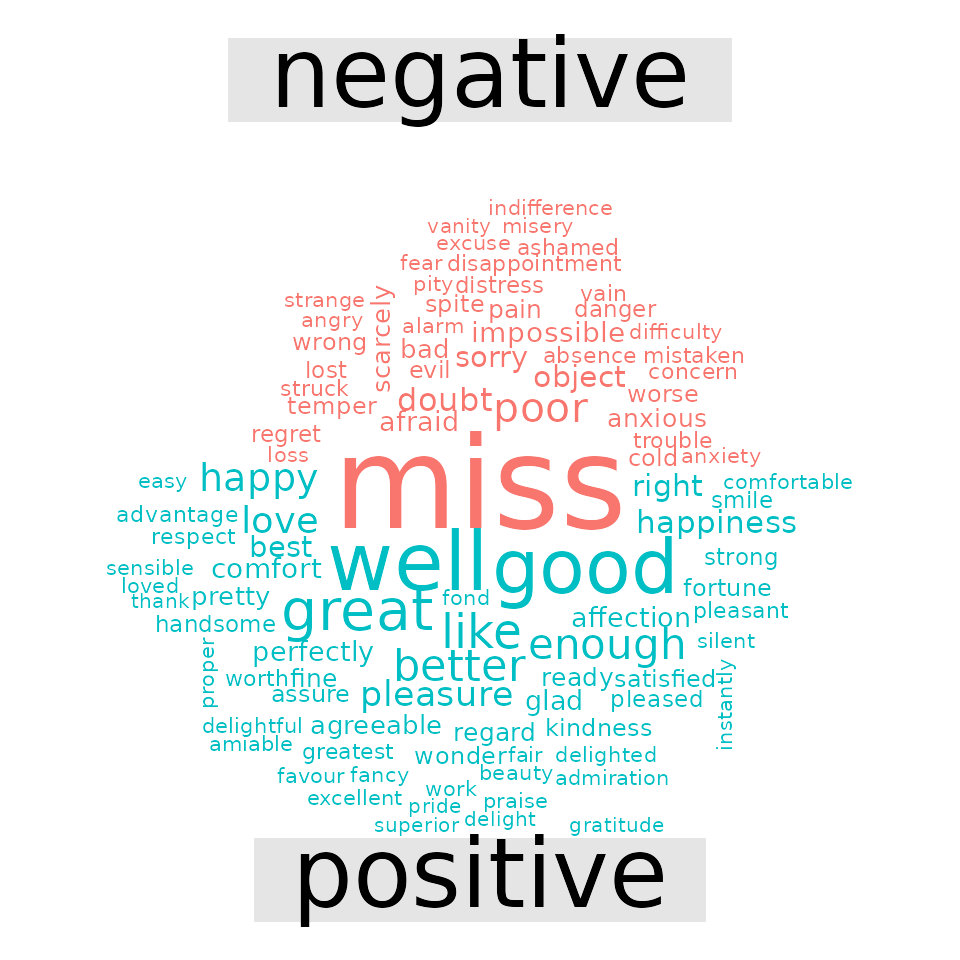 negative
indifference
vanity misery
excuse ashamed
fear disappointment
pity distress
strange scarcely spite pain vain danger
angry alarm impossible difficulty
wrong bad sorry absence mistaken
lost evil object concern
struck doubt poor worse
temper afraid anxious
regret miss trouble
loss cold anxiety
easy happy right comfortable
smile
advantage love happiness
respect best well good strong
sensible comfort
loved fortune
thank pretty great fond pleasant
handsome like affection
perfectly enough silent
proper worth fine better ready satisfied instantly
assure pleasure glad pleased
delightful agreeable regard kindness
amiable greatest wonder fair delighted
favour fancy beauty admiration
work
excellent pride praise
superior delight gratitude
positive